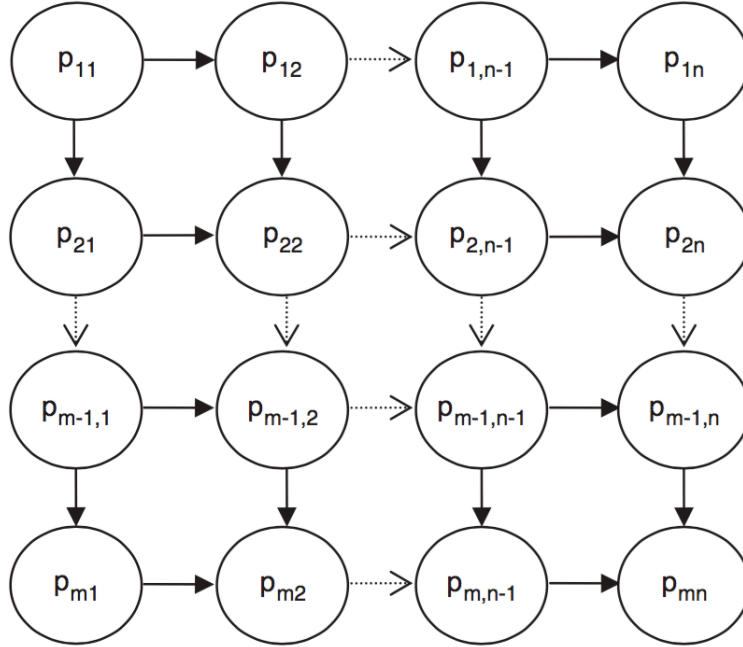 p11 p12 p1,n-1 p1n
p21 p22 p2,n-1 p2n
pm-1,1 pm-1,2 pm-1,n-1 pm-1,n
pm1 pm2 pm,n-1 pmn